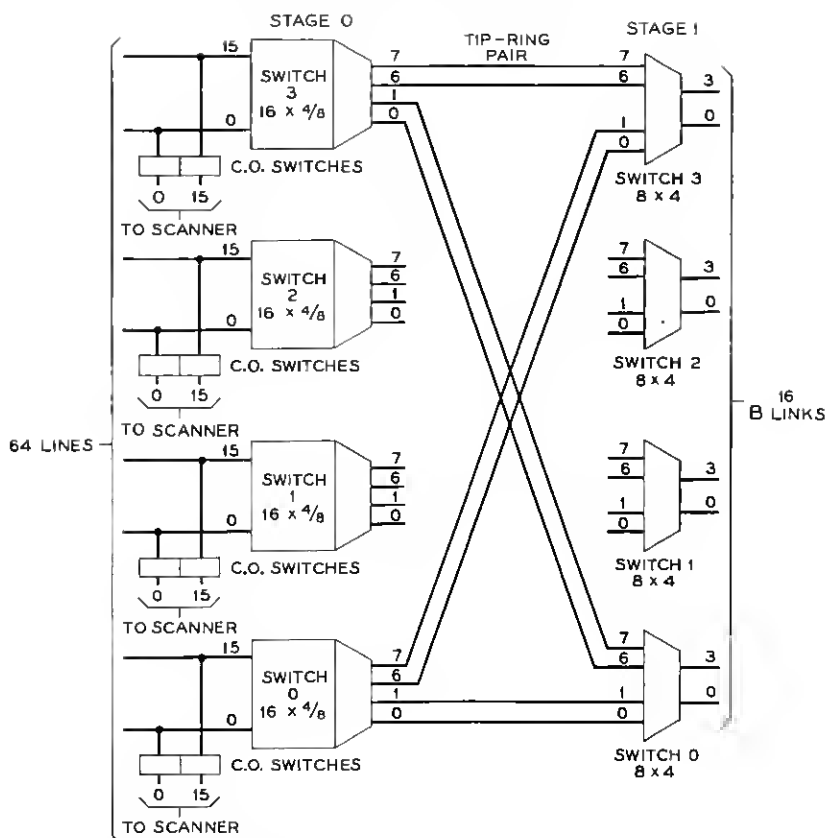 STAGE 0
STAGE 1
TIP-RING
PAIR
15
SWITCH
3
16 x 4/8
0
7
6
1
0
7
6
1
0
3
0
C.O. SWITCHES
0 15
TO SCANNER
SWITCH 3
8 x 4
15
SWITCH
2
16 x 4/8
0
7
6
1
0
7
6
1
0
3
0
C.O. SWITCHES
0 15
TO SCANNER
SWITCH 2
8 x 4
64 LINES
16
B LINKS
15
SWITCH
1
16 x 4/8
0
7
6
1
0
7
6
1
0
3
0
C.O. SWITCHES
0 15
TO SCANNER
SWITCH 1
8 x 4
15
SWITCH
0
16 x 4/8
0
7
6
1
0
7
6
1
0
3
0
C.O. SWITCHES
0 15
TO SCANNER
SWITCH 0
8 x 4